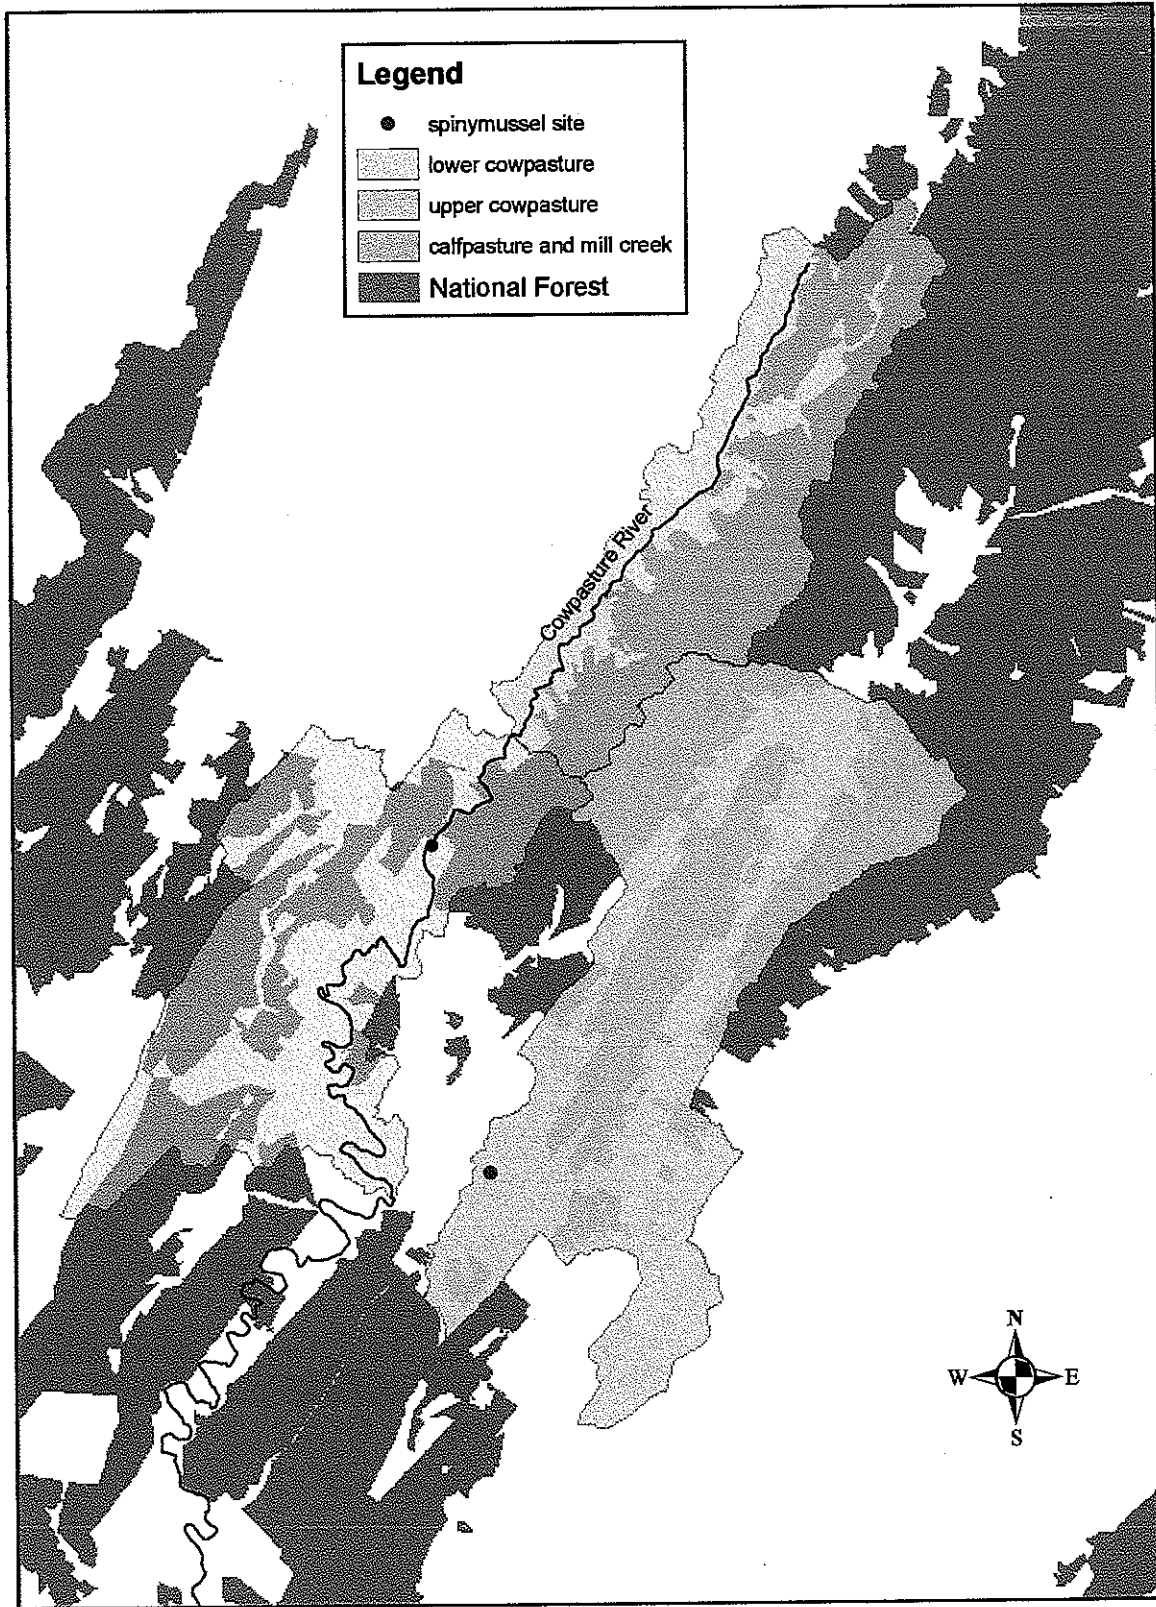 Legend
spinymussel site
lower cowpasture
upper cowpasture
calfpasture and mill creek
National Forest
Cowpasture River
N
W E
S